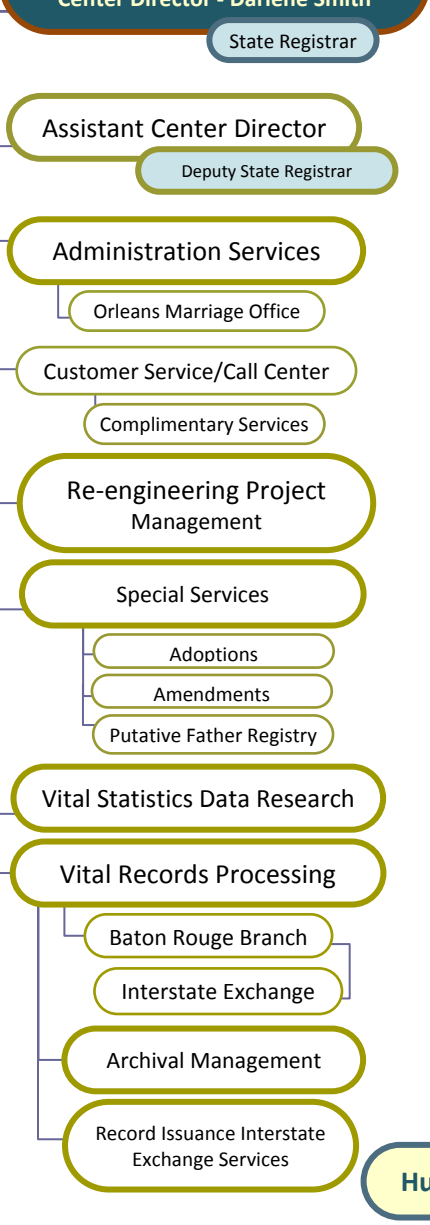 Center Director - Darlene Smith
State Registrar
Assistant Center Director
Deputy State Registrar
Administration Services
Orleans Marriage Office
Customer Service/Call Center
Complimentary Services
Re-engineering Project
Management
Special Services
Adoptions
Amendments
Putative Father Registry
Vital Statistics Data Research
Vital Records Processing
Baton Rouge Branch
Interstate Exchange
Archival Management
Record Issuance Interstate
Exchange Services
Hu